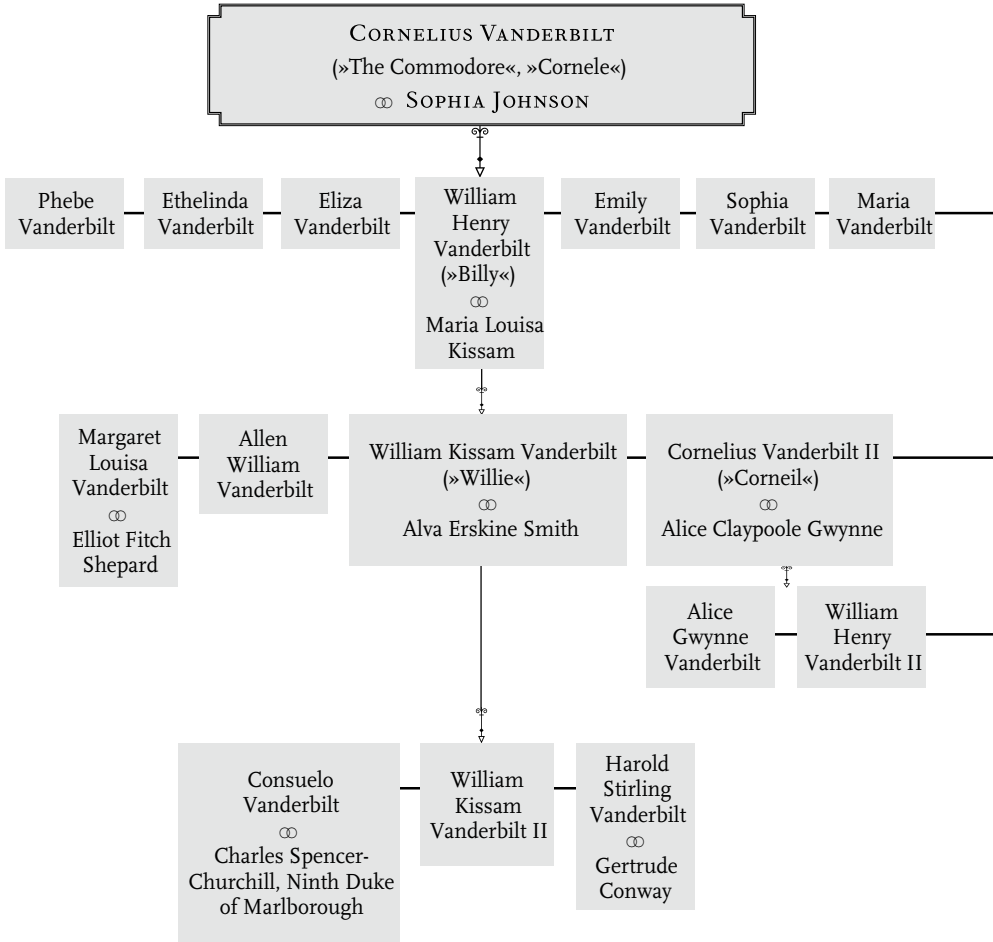 CORNELIUS VANDERBILT
(»The Commodore«, »Cornele«)
⚭ SOPHIA JOHNSON
Phebe
Vanderbilt
Ethelinda
Vanderbilt
Eliza
Vanderbilt
William
Henry
Vanderbilt
(»Billy«)
⚭
Maria Louisa
Kissam
Emily
Vanderbilt
Sophia
Vanderbilt
Maria
Vanderbilt
Margaret
Louisa
Vanderbilt
⚭
Elliot Fitch
Shepard
Allen
William
Vanderbilt
William Kissam Vanderbilt
(»Willie«)
⚭
Alva Erskine Smith
Cornelius Vanderbilt II
(»Corneil«)
⚭
Alice Claypoole Gwynne
Alice
Gwynne
Vanderbilt
William
Henry
Vanderbilt II
Consuelo
Vanderbilt
⚭
Charles Spencer-
Churchill, Ninth Duke
of Marlborough
William
Kissam
Vanderbilt II
Harold
Stirling
Vanderbilt
⚭
Gertrude
Conway